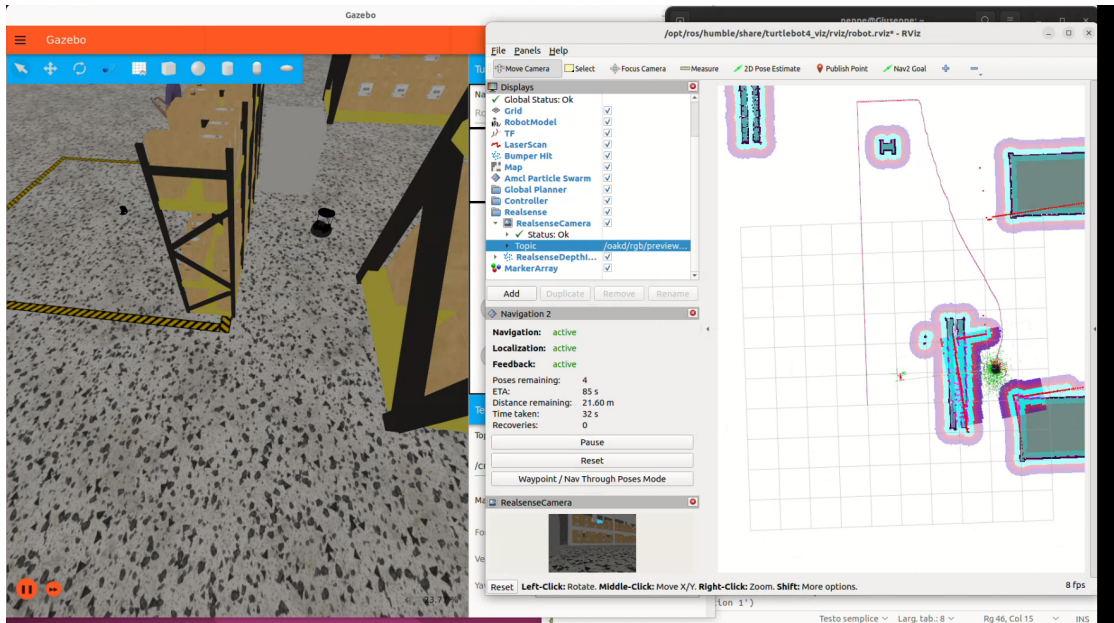 Gazebo
peppe@Giuseppe: ~
Gazebo
/opt/ros/humble/share/turtlebot4_viz/rviz/robot.rviz* - RViz
File Panels Help
Move Camera Select Focus Camera Measure 2D Pose Estimate Publish Point Nav2 Goal
Displays
Global Status: Ok
Grid
RobotModel
TF
LaserScan
Bumper Hit
Map
Amcl Particle Swarm
Global Planner
Controller
Realsense
RealsenseCamera
Status: Ok
Topic /oakd/rgb/preview...
RealsenseDepthI...
MarkerArray
Add Duplicate Remove Rename
Navigation 2
Navigation: active
Localization: active
Feedback: active
Poses remaining: 4
ETA: 85 s
Distance remaining: 21.60 m
Time taken: 32 s
Recoveries: 0
Pause
Reset
Waypoint / Nav Through Poses Mode
RealsenseCamera
Reset Left-Click: Rotate. Middle-Click: Move X/Y. Right-Click: Zoom. Shift: More options. 8 fps
tion 1')
Testo semplice Larg. tab.: 8 Rg 46, Col 15 INS